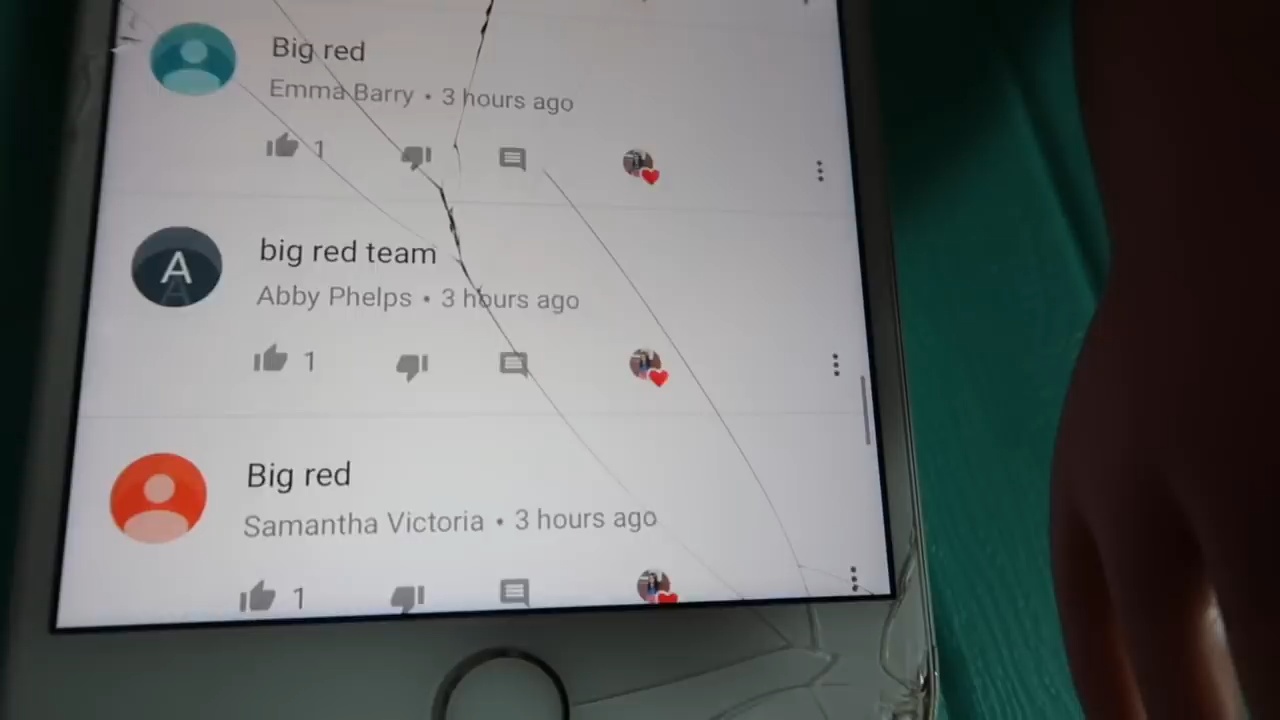 Big red
Emma Barry • 3 hours ago
1
A
big red team
Abby Phelps • 3 hours ago
1
Big red
Samantha Victoria • 3 hours ago
1